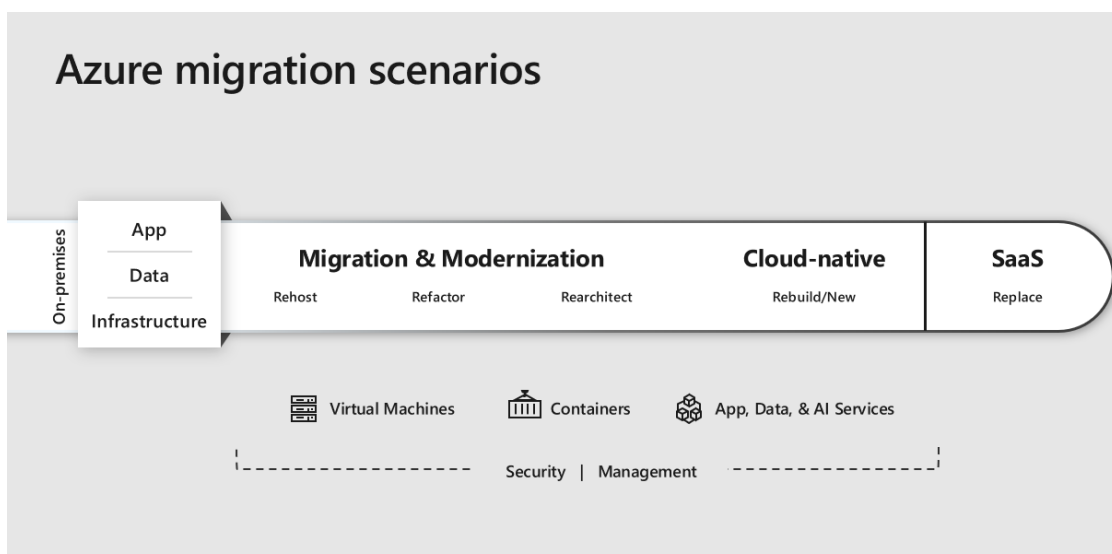 Azure migration scenarios
On-premises
App
Data
Infrastructure
Migration & Modernization
Rehost
Refactor
Rearchitect
Cloud-native
Rebuild/New
SaaS
Replace
Virtual Machines
Containers
App, Data, & AI Services
Security | Management